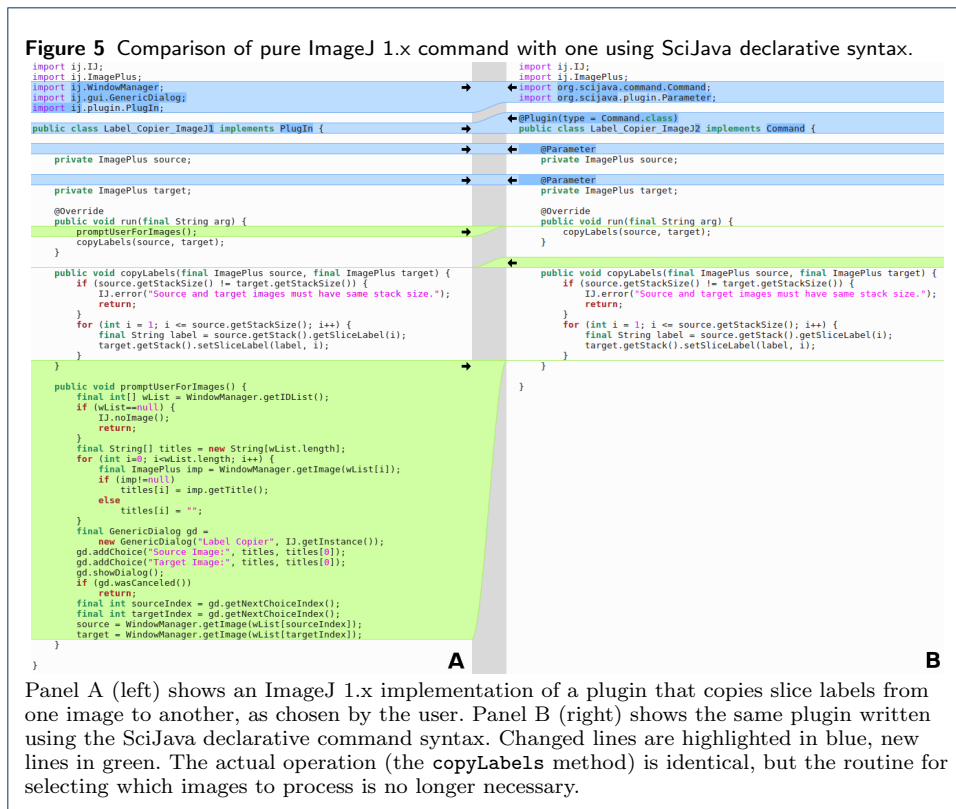 Figure 5 Comparison of pure ImageJ 1.x command with one using SciJava declarative syntax.
import ij.IJ;
import ij.ImagePlus;
import ij.WindowManager;
import ij.gui.GenericDialog;
import ij.plugin.PlugIn;
public class Label_Copier_ImageJ1 implements PlugIn {
private ImagePlus source;
private ImagePlus target;
@Override
public void run(final String arg) {
promptUserForImages();
copyLabels(source, target);
}
public void copyLabels(final ImagePlus source, final ImagePlus target) {
if (source.getStackSize() != target.getStackSize()) {
IJ.error("Source and target images must have same stack size.");
return;
}
for (int i = 1; i <= source.getStackSize(); i++) {
final String label = source.getStack().getSliceLabel(i);
target.getStack().setSliceLabel(label, i);
}
}
public void promptUserForImages() {
final int[] wList = WindowManager.getIDList();
if (wList==null) {
IJ.noImage();
return;
}
final String[] titles = new String[wList.length];
for (int i=0; i<wList.length; i++) {
final ImagePlus imp = WindowManager.getImage(wList[i]);
if (imp!=null)
titles[i] = imp.getTitle();
else
titles[i] = "";
}
final GenericDialog gd =
new GenericDialog("Label Copier", IJ.getInstance());
gd.addChoice("Source Image:", titles, titles[0]);
gd.addChoice("Target Image:", titles, titles[0]);
gd.showDialog();
if (gd.wasCanceled())
return;
final int sourceIndex = gd.getNextChoiceIndex();
final int targetIndex = gd.getNextChoiceIndex();
source = WindowManager.getImage(wList[sourceIndex]);
target = WindowManager.getImage(wList[targetIndex]);
}
}
A
import ij.IJ;
import ij.ImagePlus;
import org.scijava.command.Command;
import org.scijava.plugin.Parameter;
@Plugin(type = Command.class)
public class Label_Copier_ImageJ2 implements Command {
@Parameter
private ImagePlus source;
@Parameter
private ImagePlus target;
@Override
public void run(final String arg) {
copyLabels(source, target);
}
public void copyLabels(final ImagePlus source, final ImagePlus target) {
if (source.getStackSize() != target.getStackSize()) {
IJ.error("Source and target images must have same stack size.");
return;
}
for (int i = 1; i <= source.getStackSize(); i++) {
final String label = source.getStack().getSliceLabel(i);
target.getStack().setSliceLabel(label, i);
}
}
}
B
Panel A (left) shows an ImageJ 1.x implementation of a plugin that copies slice labels from
one image to another, as chosen by the user. Panel B (right) shows the same plugin written
using the SciJava declarative command syntax. Changed lines are highlighted in blue, new
lines in green. The actual operation (the copyLabels method) is identical, but the routine for
selecting which images to process is no longer necessary.